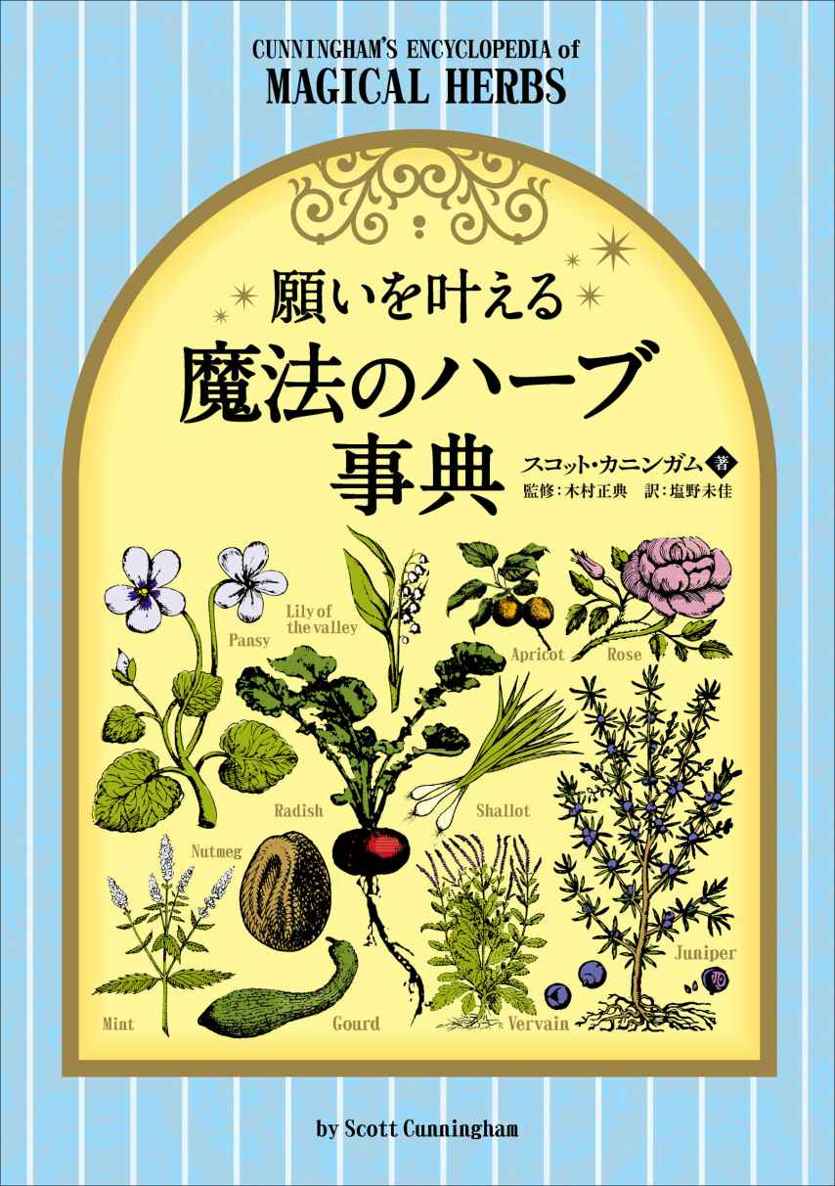 CUNNINGHAM'S ENCYCLOPEDIA of
MAGICAL HERBS
願いを叶える
魔法のハーブ
事典
スコット・カニンガム 著
監修:木村正典 訳:塩野未佳
Pansy
Lily of
the valley
Apricot
Rose
Radish
Shallot
Nutmeg
Juniper
Mint
Gourd
Vervain
by Scott Cunningham